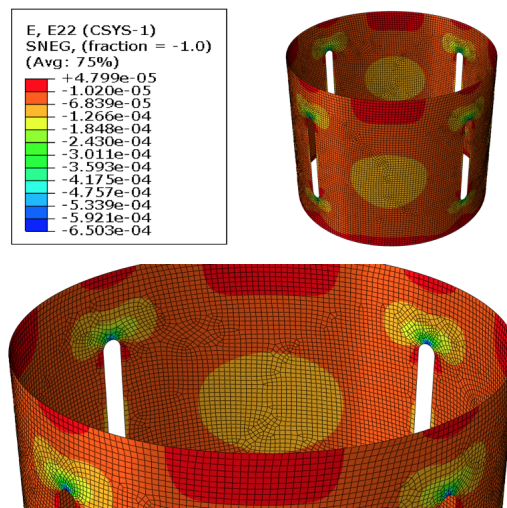 E, E22 (CSYS-1)
SNEG, (fraction = -1.0)
(Avg: 75%)
+4.799e-05
-1.020e-05
-6.839e-05
-1.266e-04
-1.848e-04
-2.430e-04
-3.011e-04
-3.593e-04
-4.175e-04
-4.757e-04
-5.339e-04
-5.921e-04
-6.503e-04